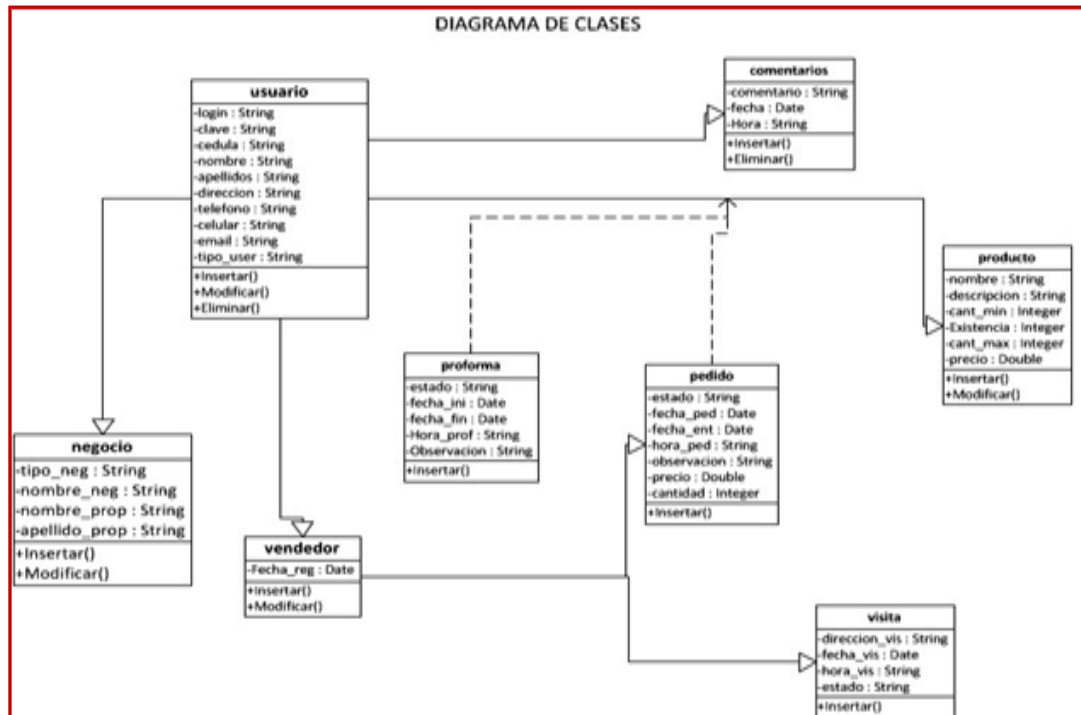 DIAGRAMA DE CLASES
usuario
-login : String
-clave : String
-cedula : String
-nombre : String
-apellidos : String
-direccion : String
-telefono : String
-celular : String
-email : String
-tipo_user : String
+Insertar()
+Modificar()
+Eliminar()
comentarios
-comentario : String
-fecha : Date
-Hora : String
+Insertar()
+Eliminar()
producto
-nombre : String
-descripcion : String
-cant_min : Integer
-Existencia : Integer
-cant_max : Integer
-precio : Double
+Insertar()
+Modificar()
proforma
-estado : String
-fecha_ini : Date
-fecha_fin : Date
-Hora_prof : String
-Observacion : String
+Insertar()
pedido
-estado : String
-fecha_ped : Date
-fecha_ent : Date
-hora_ped : String
-observacion : String
-precio : Double
-cantidad : Integer
+Insertar()
negocio
-tipo_neg : String
-nombre_neg : String
-nombre_prop : String
-apellido_prop : String
+Insertar()
+Modificar()
vendedor
-Fecha_reg : Date
+Insertar()
+Modificar()
visita
-direccion_vis : String
-fecha_vis : Date
-hora_vis : String
-estado : String
+Insertar()